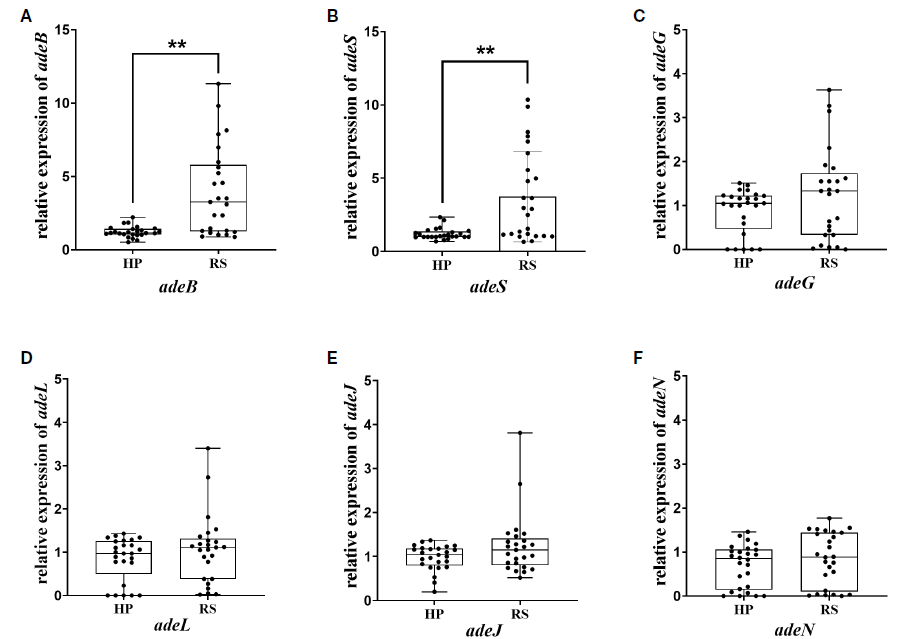 A
relative expression of adeB
15
10
5
0
**
HP RS
adeB
B
relative expression of adeS
15
10
5
0
**
HP RS
adeS
C
relative expression of adeG
5
4
3
2
1
0
HP RS
adeG
D
relative expression of adeL
5
4
3
2
1
0
HP RS
adeL
E
relative expression of adeJ
5
4
3
2
1
0
HP RS
adeJ
F
relative expression of adeN
5
4
3
2
1
0
HP RS
adeN